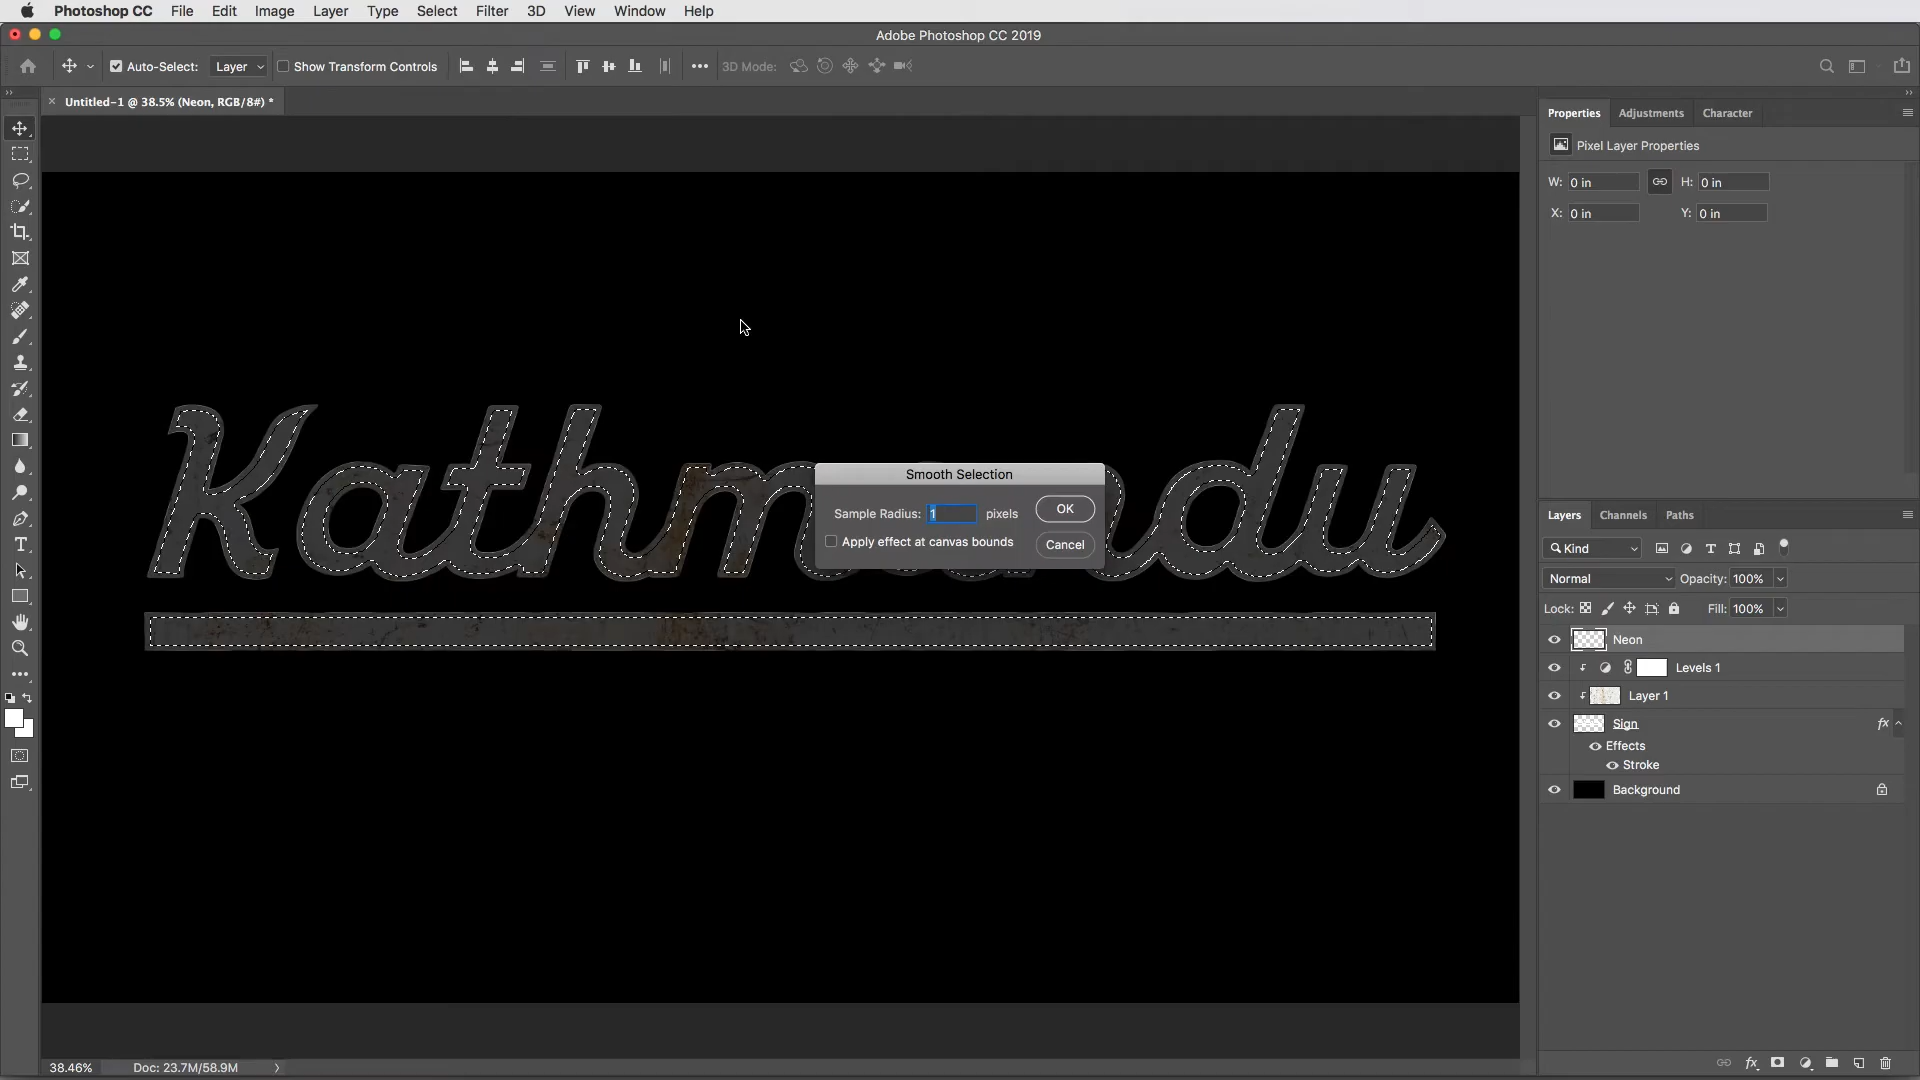 Photoshop CC File Edit Image Layer Type Select Filter 3D View Window Help
Adobe Photoshop CC 2019
Auto-Select: Layer Show Transform Controls 3D Mode:
Untitled-1 @ 38.5% (Neon, RGB/8#) *
Properties Adjustments Character
Pixel Layer Properties
W: 0 in H: 0 in
X: 0 in Y: 0 in
Smooth Selection
Sample Radius: 1 pixels OK
Apply effect at canvas bounds Cancel
Layers Channels Paths
Kind
Normal Opacity: 100%
Lock: Fill: 100%
Neon
Levels 1
Layer 1
Sign fx
Effects
Stroke
Background
38.46% Doc: 23.7M/58.9M